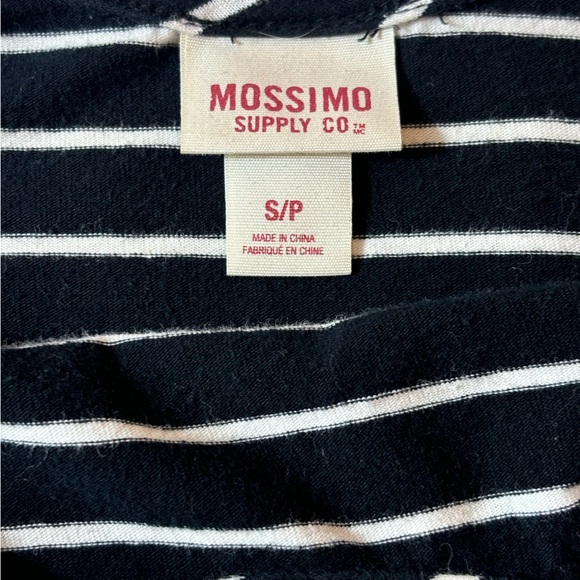 MOSSIMO
SUPPLY CO TM MC
S/P
MADE IN CHINA
FABRIQUÉ EN CHINE